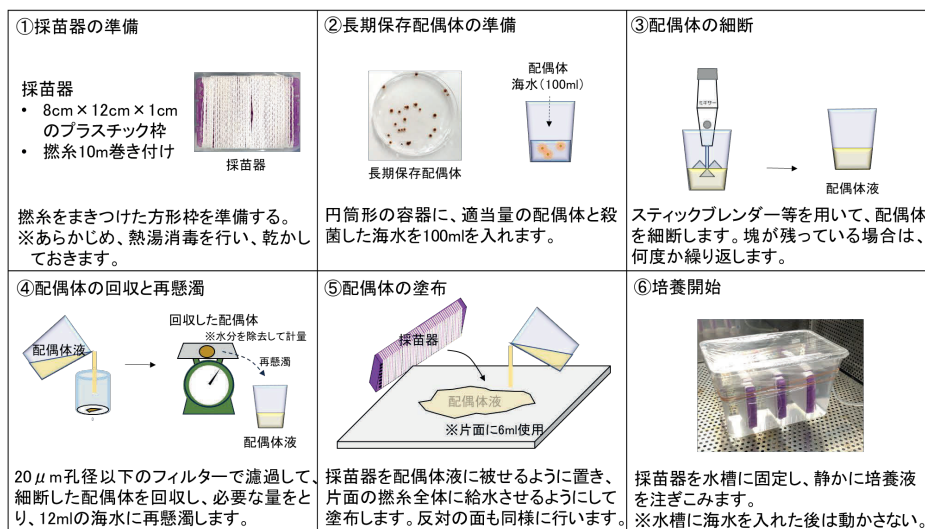 ①採苗器の準備
採苗器
• 8cm×12cm×1cm
のプラスチック枠
• 撚糸10m巻き付け
採苗器
撚糸をまきつけた方形枠を準備する。
※あらかじめ、熱湯消毒を行い、乾かし
ておきます。
②長期保存配偶体の準備
配偶体
海水(100ml)
長期保存配偶体
円筒形の容器に、適当量の配偶体と殺
菌した海水を100mlを入れます。
③配偶体の細断
ミキサー
配偶体液
スティックブレンダー等を用いて、配偶体
を細断します。塊が残っている場合は、
何度か繰り返します。
④配偶体の回収と再懸濁
配偶体液
回収した配偶体
※水分を除去して計量
再懸濁
配偶体液
20μm孔径以下のフィルターで濾過して、
細断した配偶体を回収し、必要な量をと
り、12mlの海水に再懸濁します。
⑤配偶体の塗布
採苗器
配偶体液
※片面に6ml使用
採苗器を配偶体液に被せるように置き、
片面の撚糸全体に給水させるようにして
塗布します。反対の面も同様に行います。
⑥培養開始
採苗器を水槽に固定し、静かに培養液
を注ぎこみます。
※水槽に海水を入れた後は動かさない。